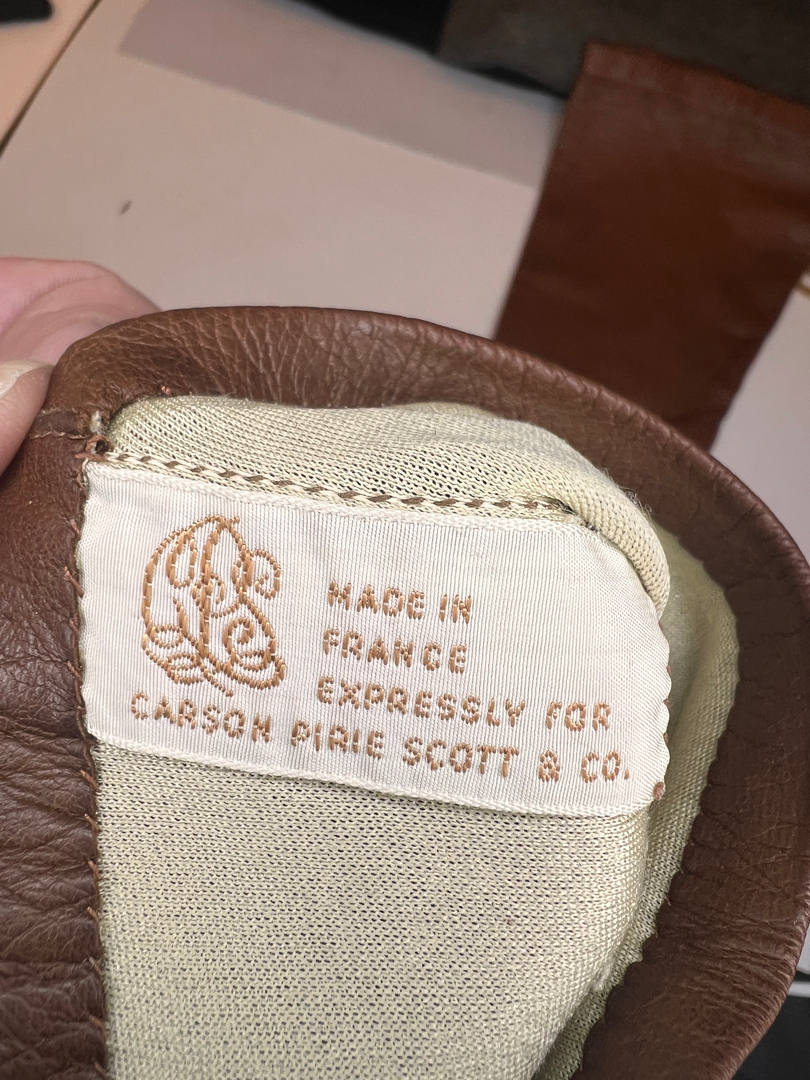 MADE IN
FRANCE
EXPRESSLY FOR
CARSON PIRIE SCOTT & CO.